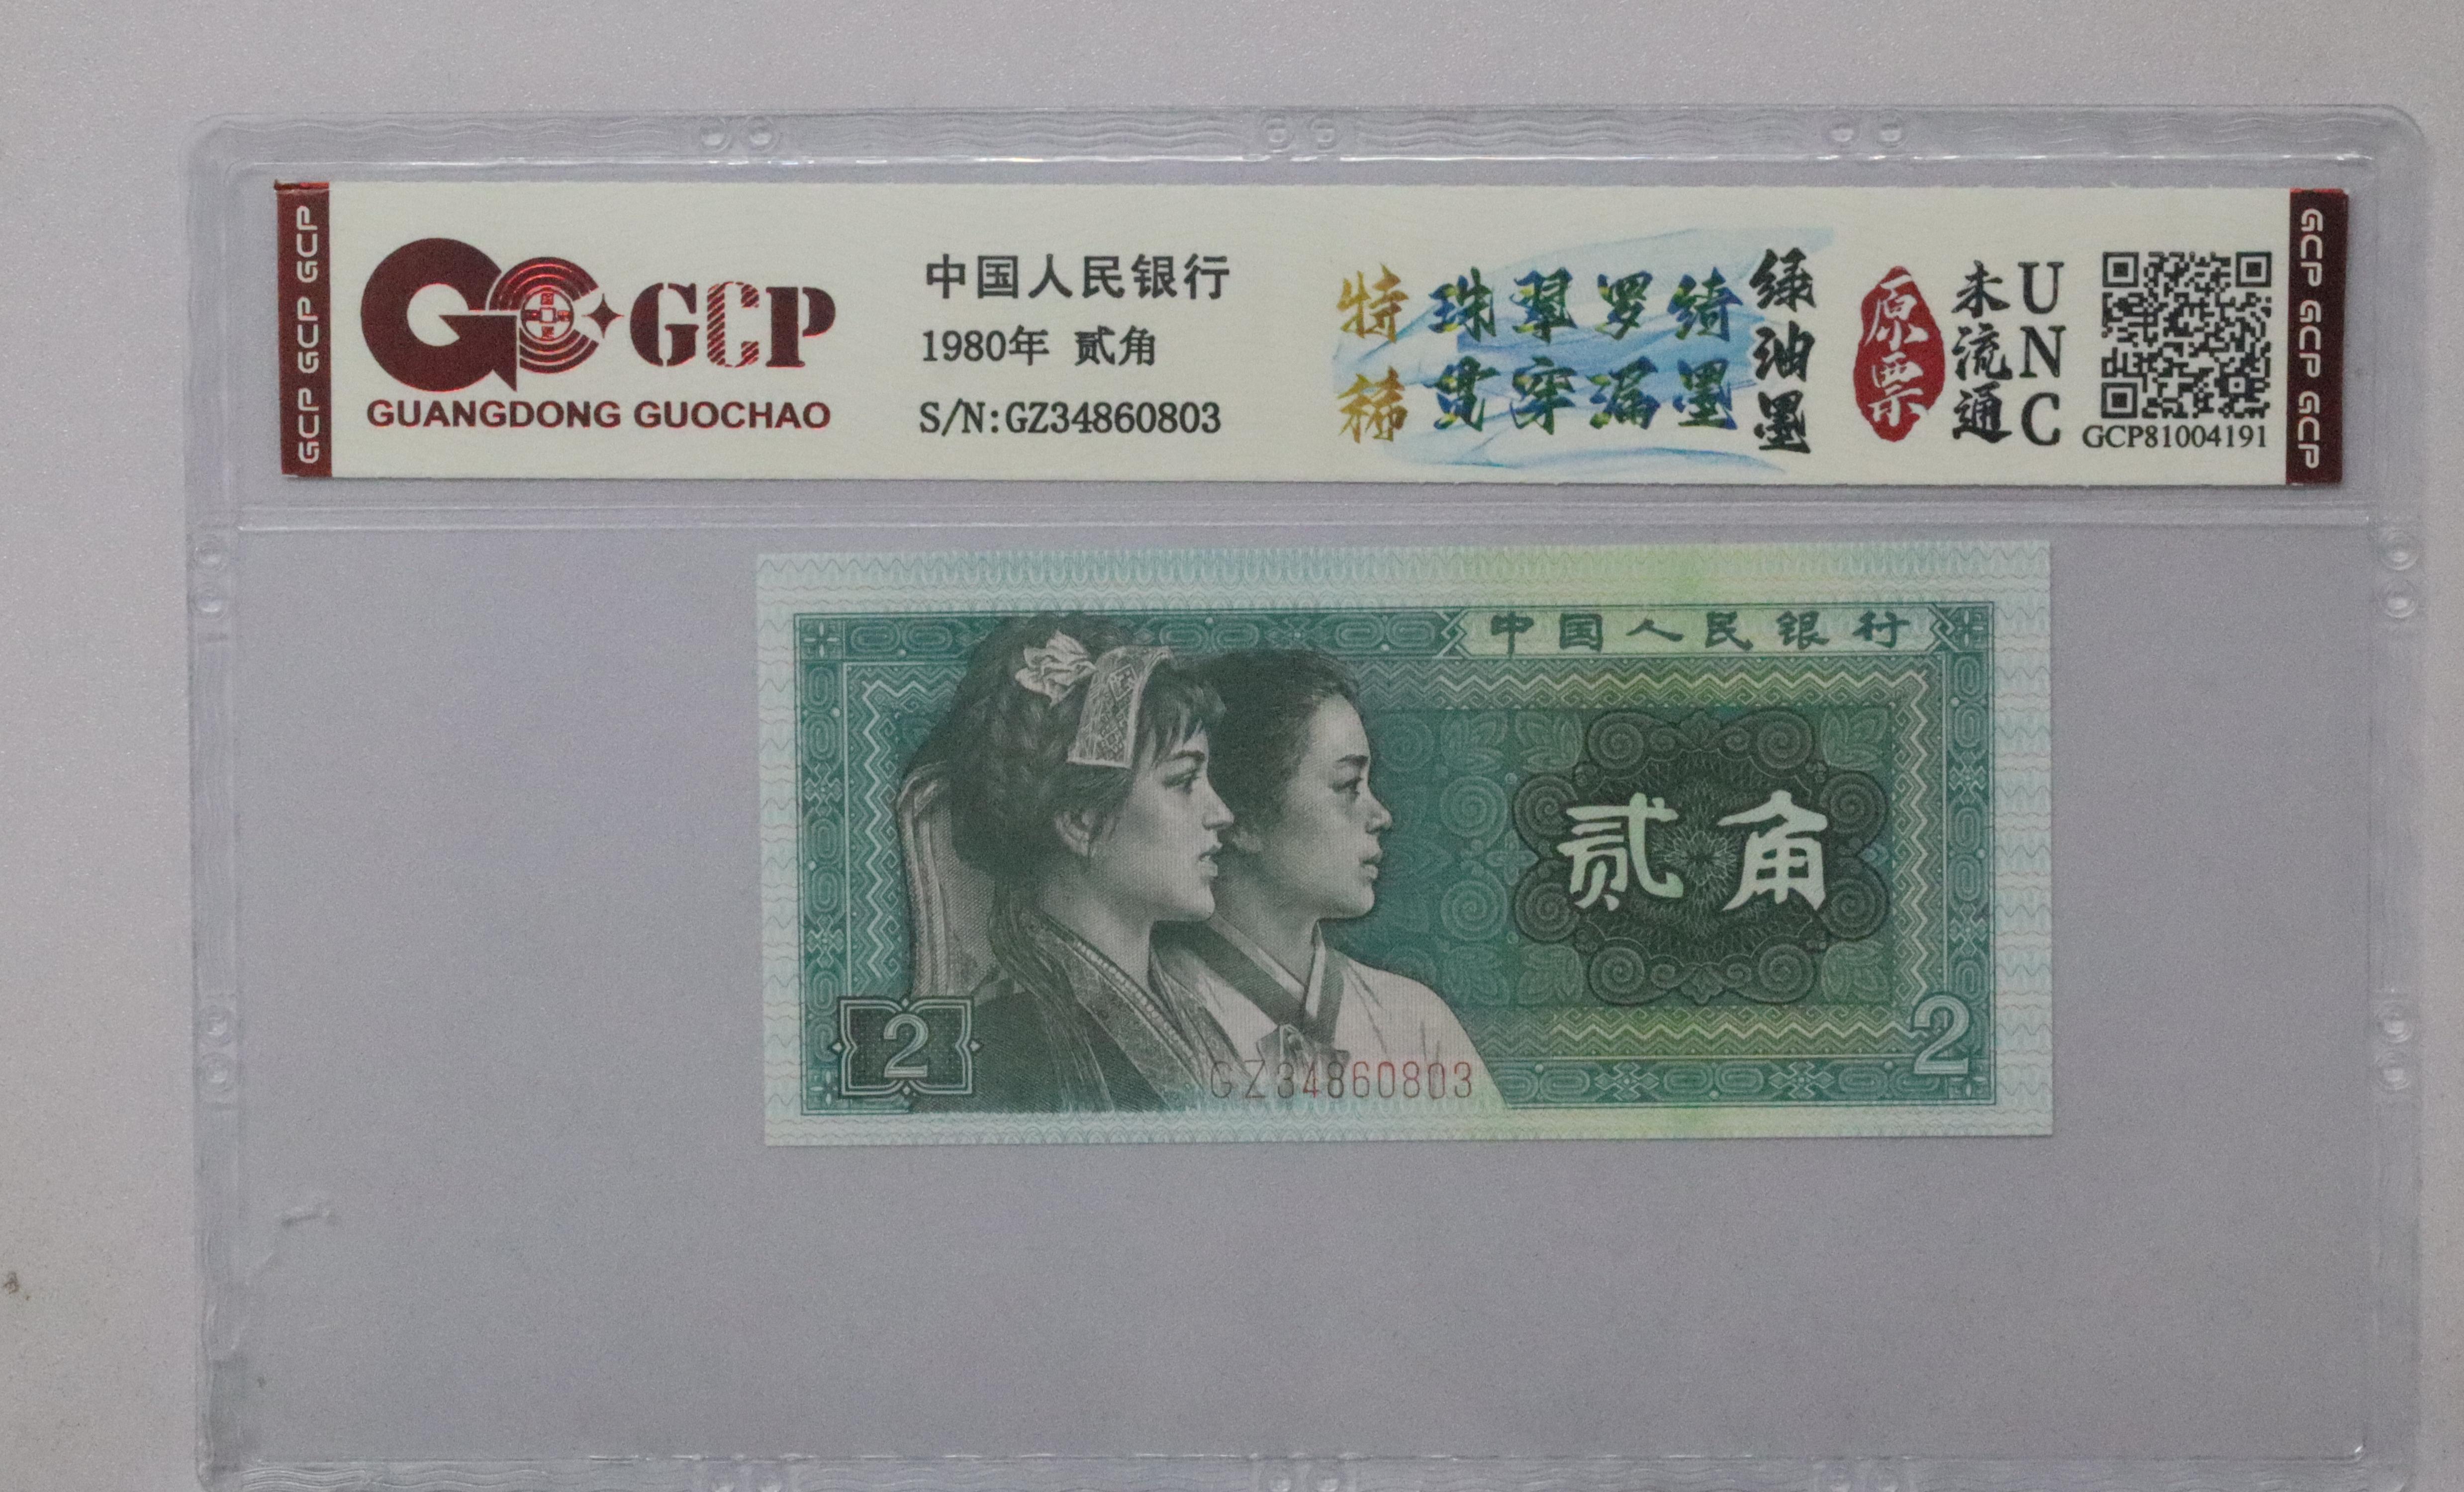 GCP GCP GCP
GCP
GUANGDONG GUOCHAO
中国人民银行
1980年 贰角
S/N:GZ34860803
特稀
珠翠罗绮
贯穿漏墨
绿油墨
原票
未流通
UNC
GCP81004191
GCP GCP GCP
中国人民银行
贰角
2
2
GZ34860803